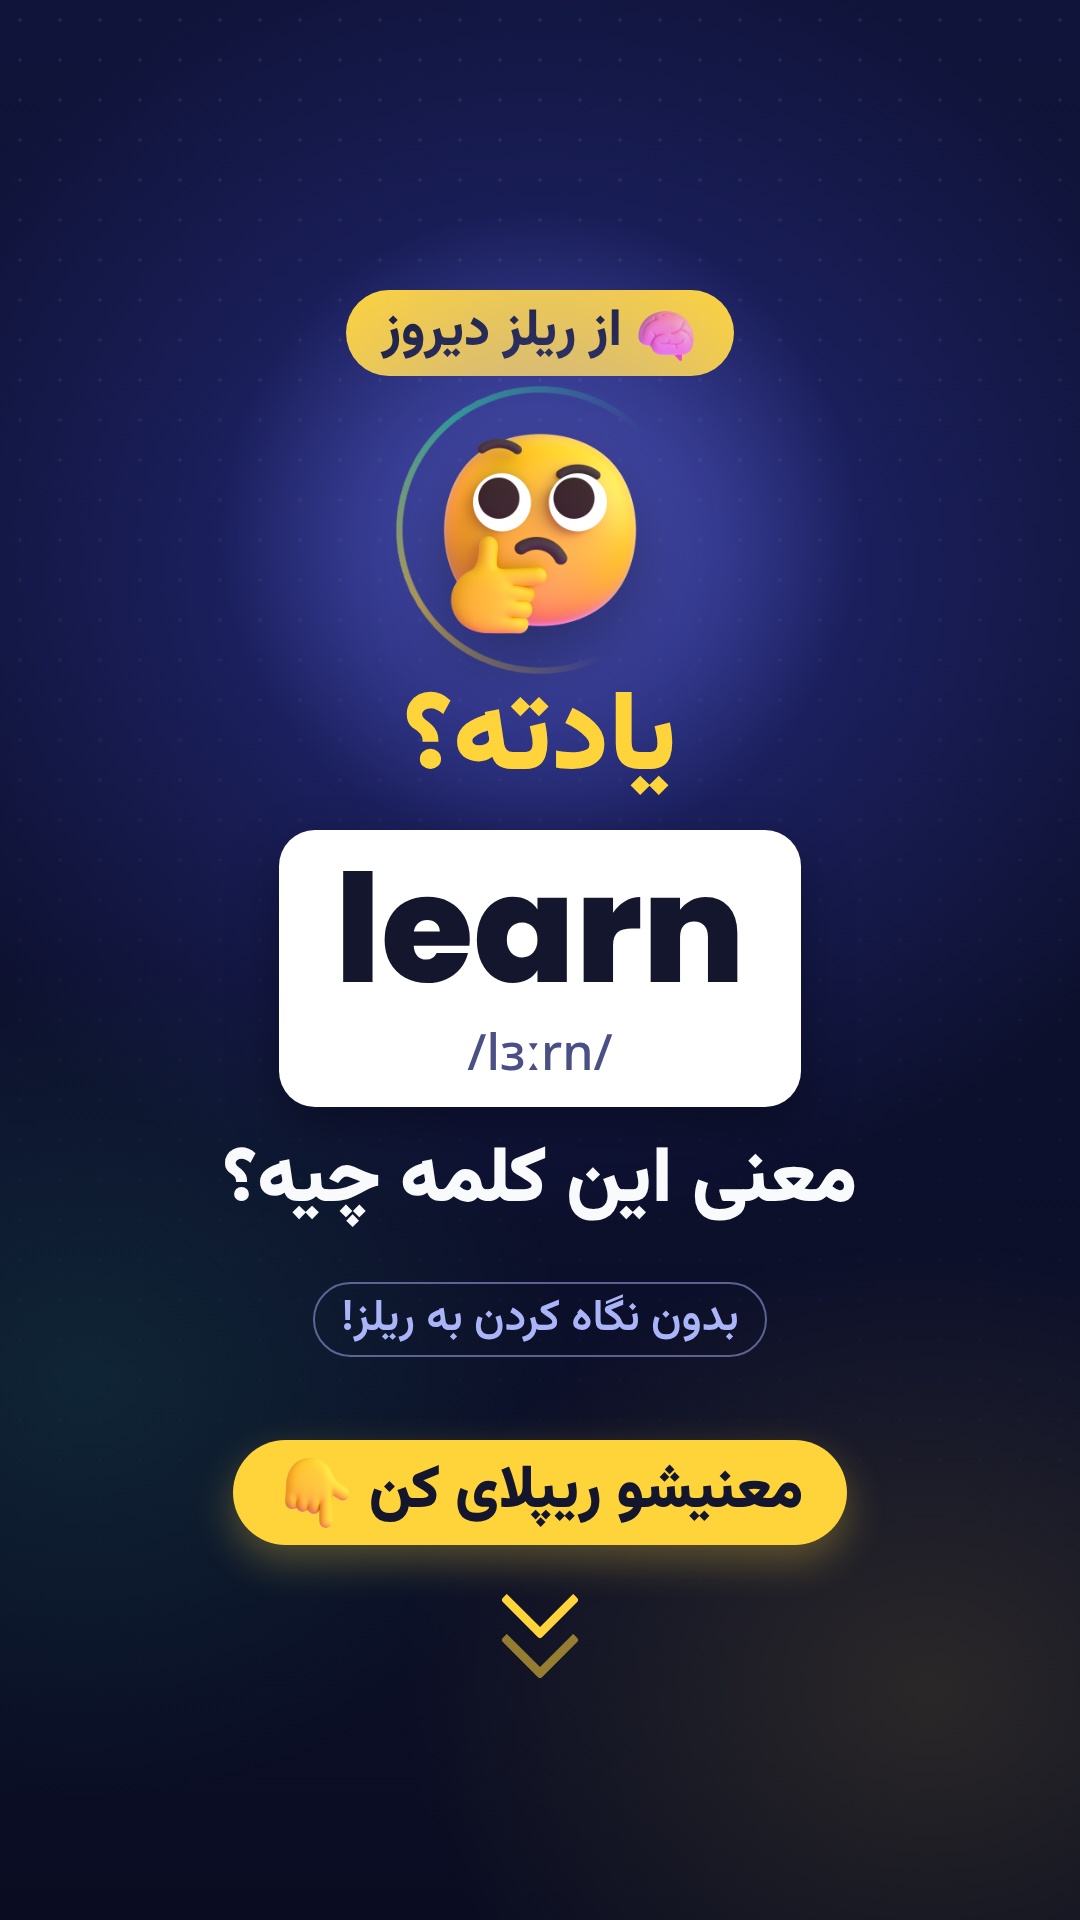 🧠 از ریلز دیروز
یادته؟
learn
/lɜːrn/
معنی این کلمه چیه؟
بدون نگاه کردن به ریلز!
معنیشو ریپلای کن 👇